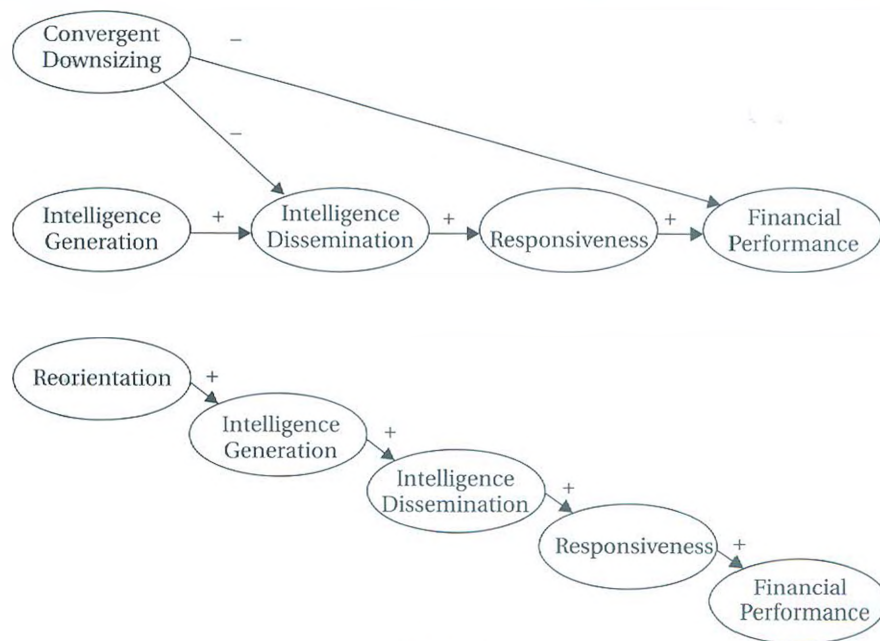 Convergent
Downsizing
−
−
Intelligence
Generation
+
Intelligence
Dissemination
+
Responsiveness
+
Financial
Performance
Reorientation
+
Intelligence
Generation
+
Intelligence
Dissemination
+
Responsiveness
+
Financial
Performance